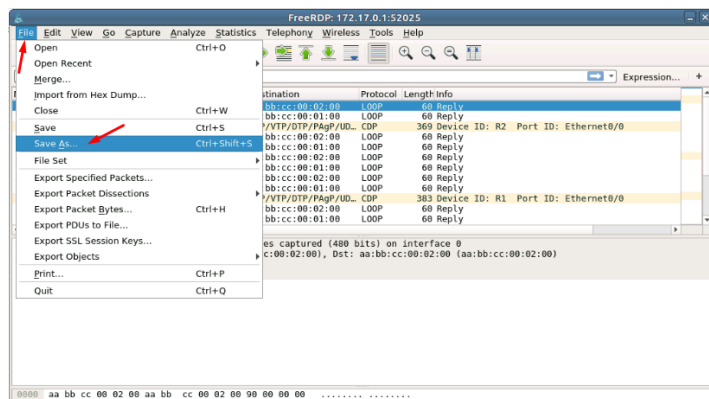 FreeRDP: 172.17.0.1:52025
File Edit View Go Capture Analyze Statistics Telephony Wireless Tools Help
Open Ctrl+O
Open Recent
Merge...
Expression... +
Import from Hex Dump...
stination Protocol Length Info
Close Ctrl+W
bb:cc:00:02:00 LOOP 60 Reply
bb:cc:00:01:00 LOOP 60 Reply
Save Ctrl+S
/VTP/DTP/PAgP/UD… CDP 369 Device ID: R2 Port ID: Ethernet0/0
bb:cc:00:02:00 LOOP 60 Reply
Save As... Ctrl+Shift+S
bb:cc:00:01:00 LOOP 60 Reply
File Set
bb:cc:00:02:00 LOOP 60 Reply
bb:cc:00:01:00 LOOP 60 Reply
Export Specified Packets...
bb:cc:00:02:00 LOOP 60 Reply
Export Packet Dissections
bb:cc:00:01:00 LOOP 60 Reply
/VTP/DTP/PAgP/UD… CDP 383 Device ID: R1 Port ID: Ethernet0/0
Export Packet Bytes... Ctrl+H
bb:cc:00:02:00 LOOP 60 Reply
bb:cc:00:01:00 LOOP 60 Reply
Export PDUs to File...
Export SSL Session Keys...
es captured (480 bits) on interface 0
Export Objects
c:00:02:00), Dst: aa:bb:cc:00:02:00 (aa:bb:cc:00:02:00)
Print... Ctrl+P
Quit Ctrl+Q
0000 aa bb cc 00 02 00 aa bb cc 00 02 00 90 00 00 00 ........ ........